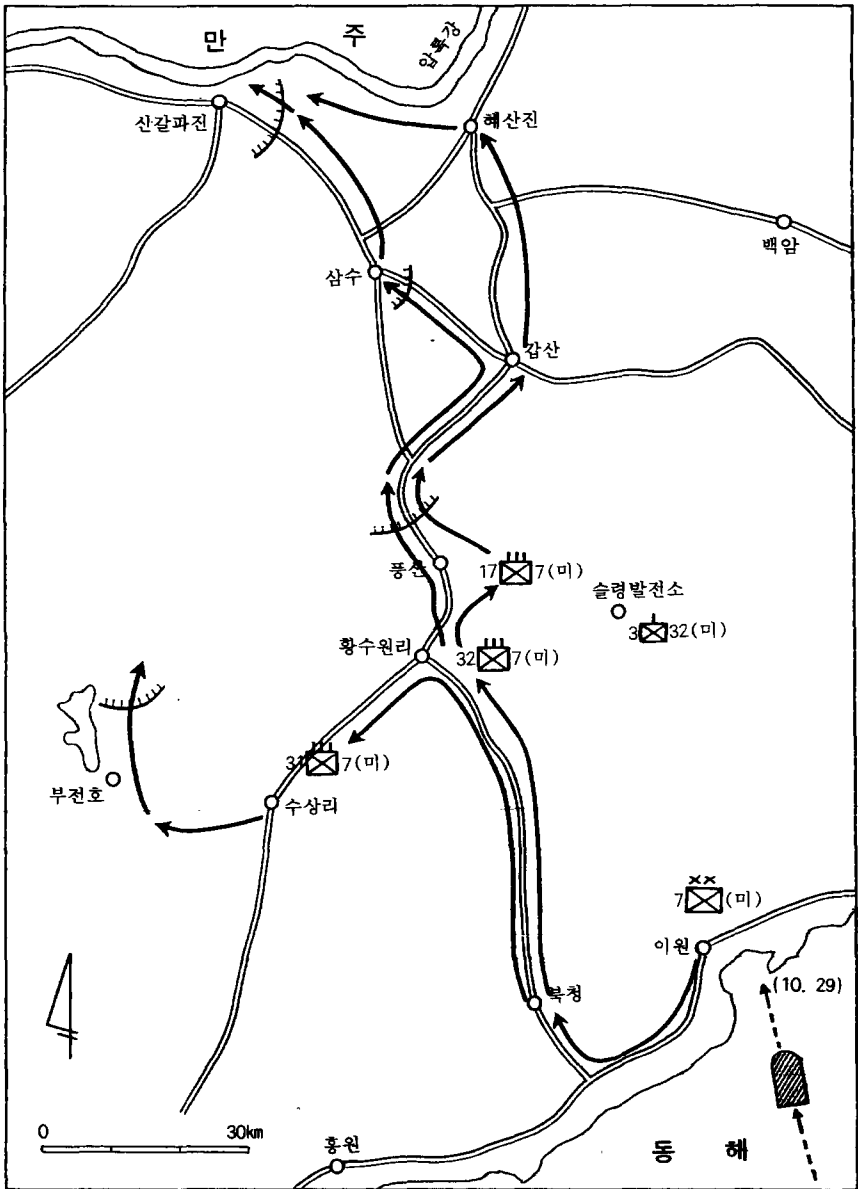 만 주
압록강
신갈파진
혜산진
백암
삼수
갑산
풍산
17 7(미)
슬령발전소
3 32(미)
황수원리
32 7(미)
31 7(미)
부전호
수상리
7 (미)
이원
(10. 29)
북청
0 30km
홍원
동 해